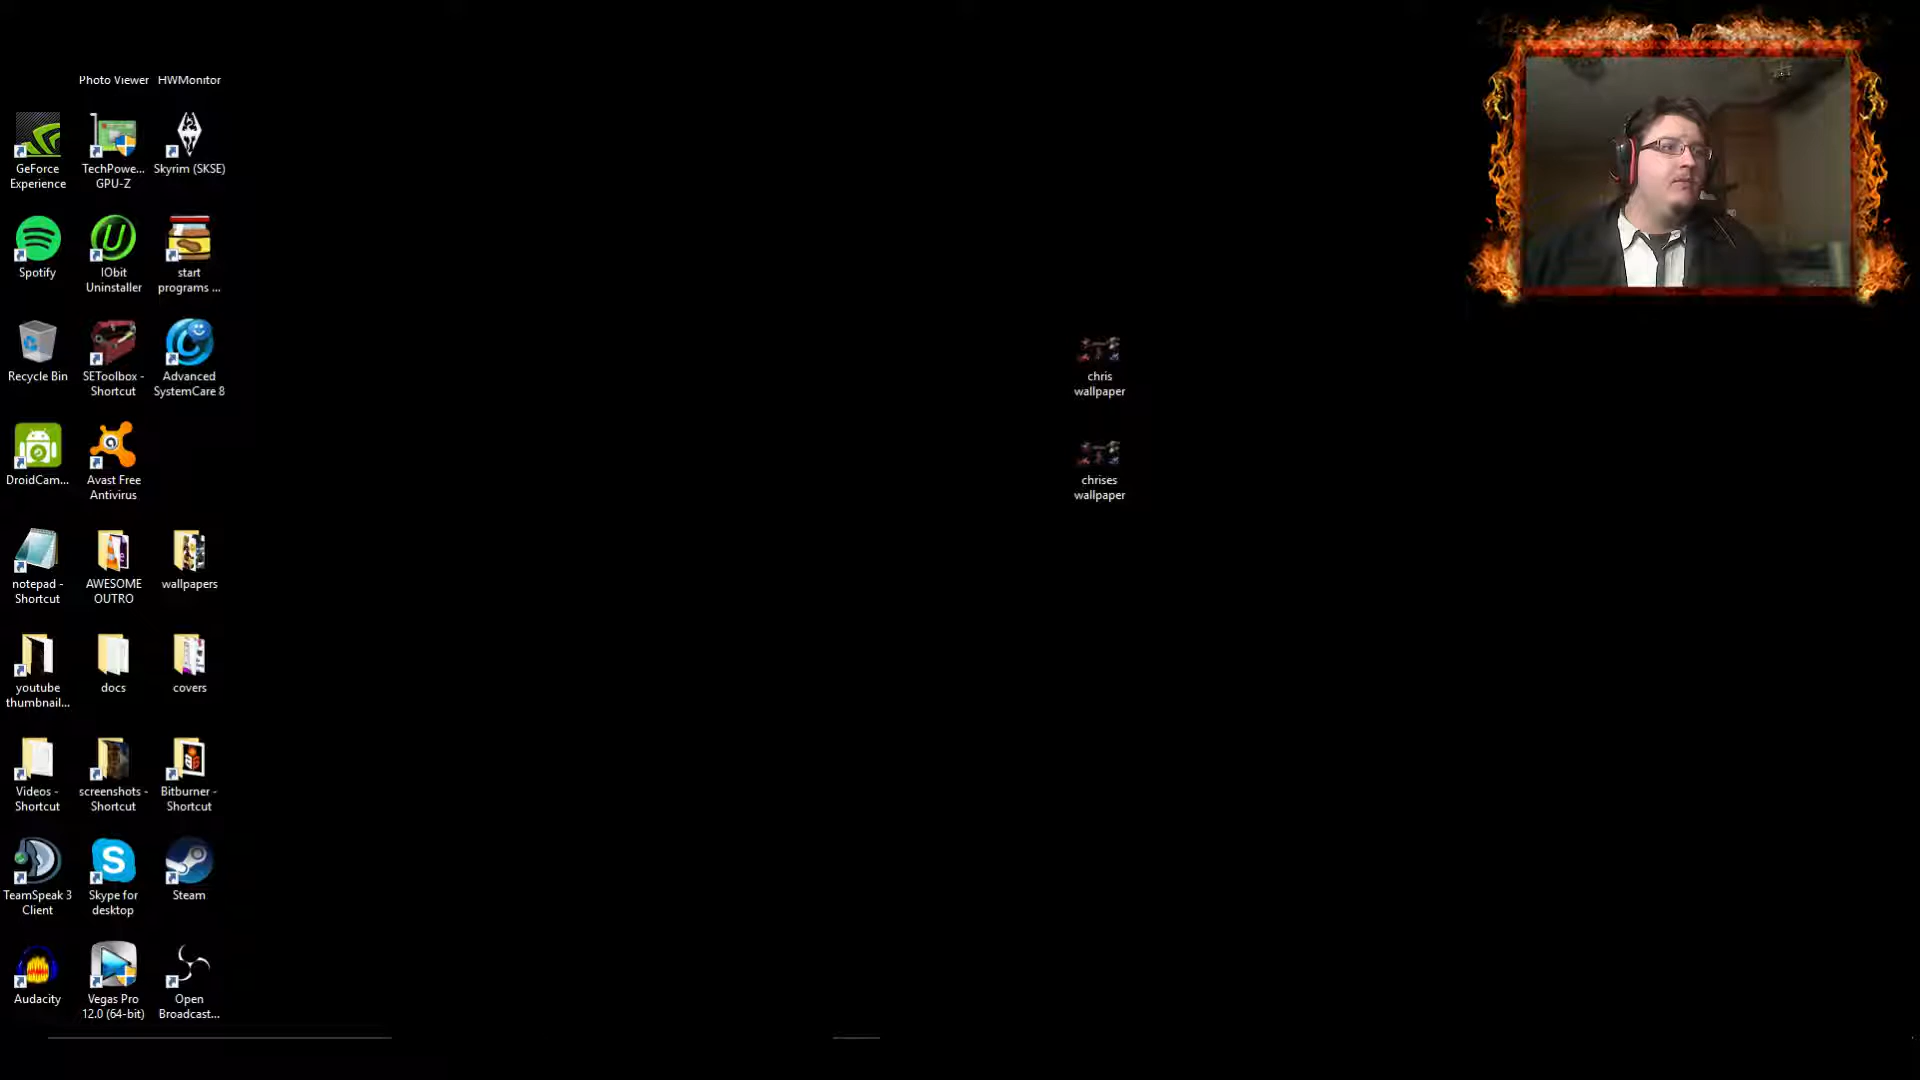 Photo Viewer
HWMonitor
GeForce
Experience
TechPowe...
GPU-Z
Skyrim (SKSE)
Spotify
IObit
Uninstaller
start
programs ...
Recycle Bin
SEToolbox -
Shortcut
Advanced
SystemCare 8
DroidCam...
Avast Free
Antivirus
notepad -
Shortcut
AWESOME
OUTRO
wallpapers
youtube
thumbnail...
docs
covers
Videos -
Shortcut
screenshots -
Shortcut
Bitburner -
Shortcut
TeamSpeak 3
Client
Skype for
desktop
Steam
Audacity
Vegas Pro
12.0 (64-bit)
Open
Broadcast...
chris
wallpaper
chrises
wallpaper